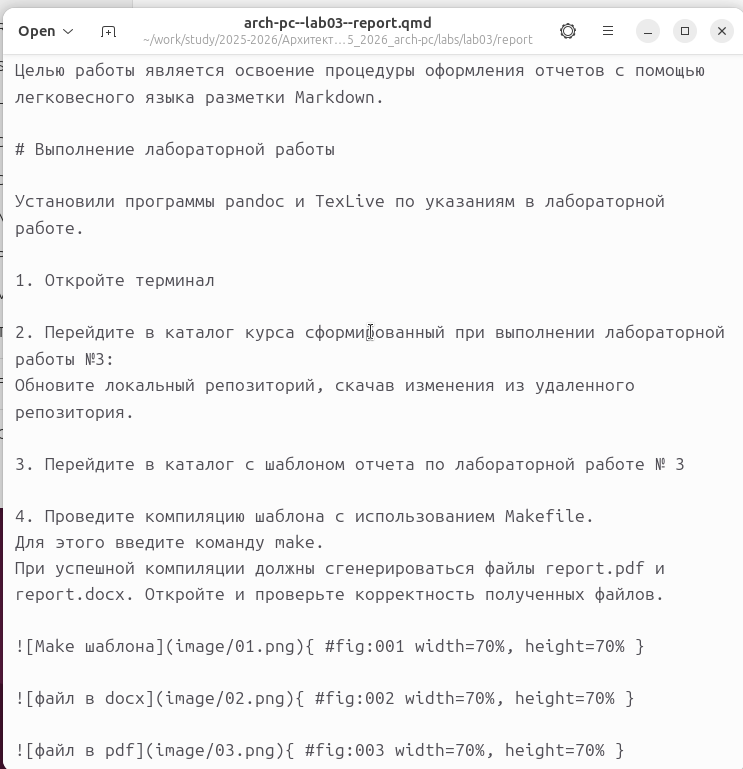 Open
arch-pc--lab03--report.qmd
~/work/study/2025-2026/Архитект…5_2026_arch-pc/labs/lab03/report
Целью работы является освоение процедуры оформления отчетов с помощью
легковесного языка разметки Markdown.
# Выполнение лабораторной работы
Установили программы pandoc и TexLive по указаниям в лабораторной
работе.
1. Откройте терминал
2. Перейдите в каталог курса сформированный при выполнении лабораторной
работы №3:
Обновите локальный репозиторий, скачав изменения из удаленного
репозитория.
3. Перейдите в каталог с шаблоном отчета по лабораторной работе № 3
4. Проведите компиляцию шаблона с использованием Makefile.
Для этого введите команду make.
При успешной компиляции должны сгенерироваться файлы report.pdf и
report.docx. Откройте и проверьте корректность полученных файлов.
![Make шаблона](image/01.png){ #fig:001 width=70%, height=70% }
![файл в docx](image/02.png){ #fig:002 width=70%, height=70% }
![файл в pdf](image/03.png){ #fig:003 width=70%, height=70% }